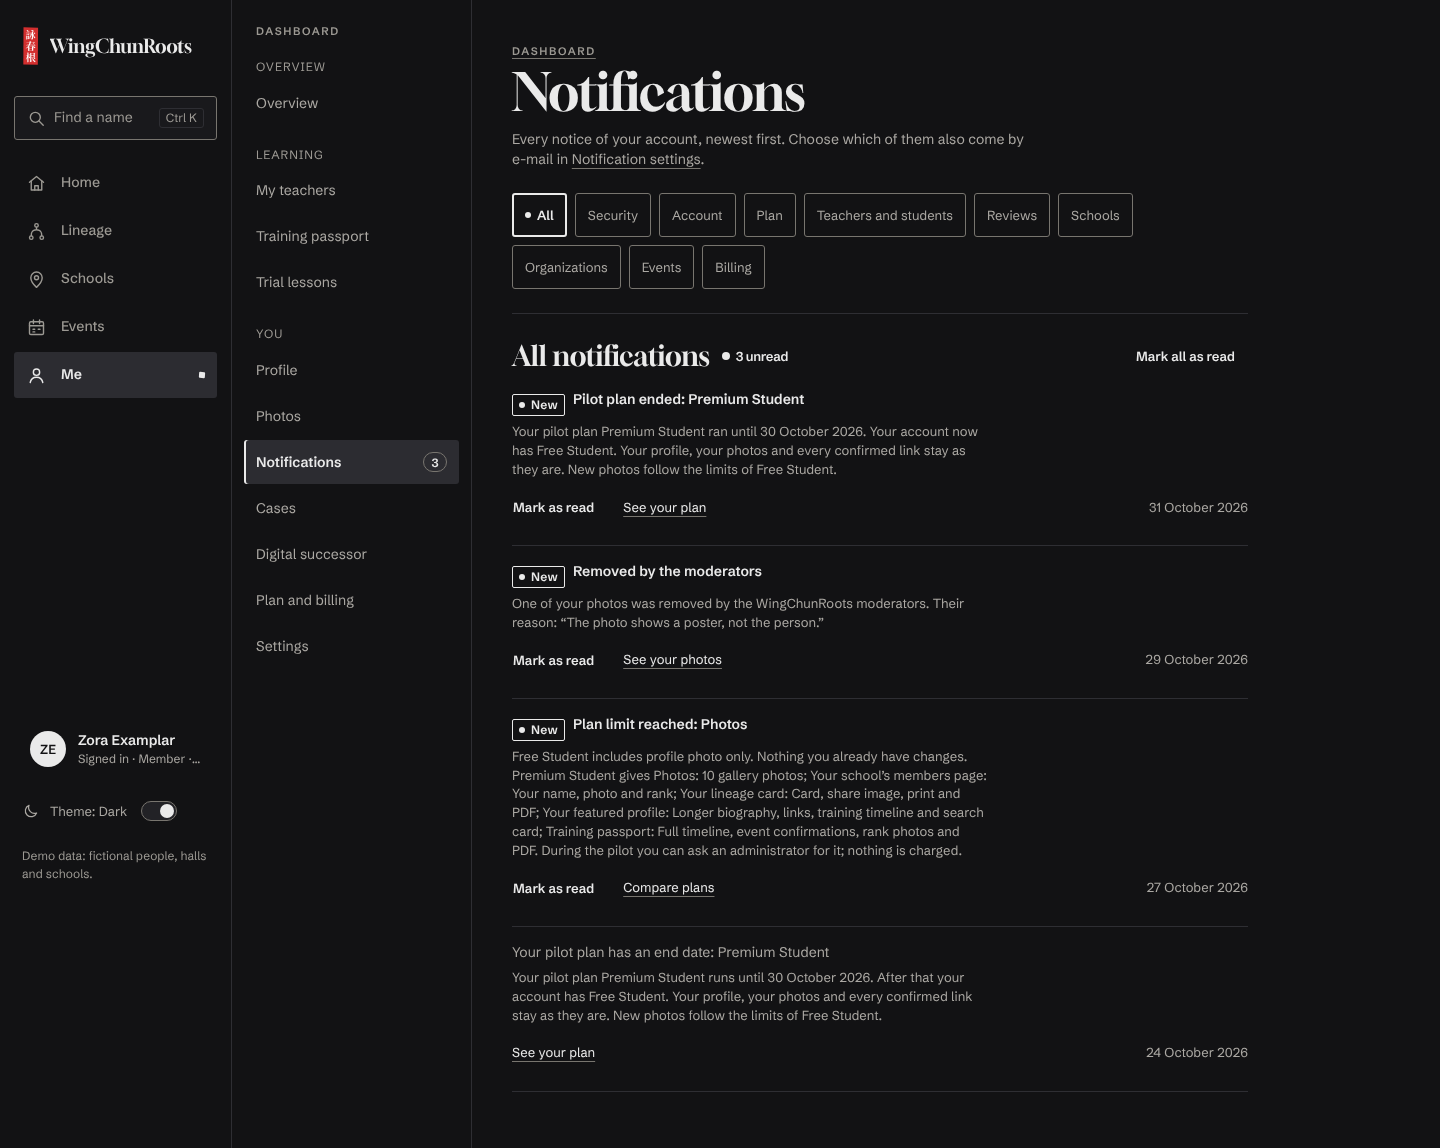 詠春根
WingChunRoots
Find a name
Ctrl K
Home
Lineage
Schools
Events
Me
ZE
Zora Examplar
Signed in · Member ·...
Theme: Dark
Demo data: fictional people, halls
and schools.
DASHBOARD
OVERVIEW
Overview
LEARNING
My teachers
Training passport
Trial lessons
YOU
Profile
Photos
Notifications
3
Cases
Digital successor
Plan and billing
Settings
DASHBOARD
Notifications
Every notice of your account, newest first. Choose which of them also come by
e-mail in Notification settings.
All
Security
Account
Plan
Teachers and students
Reviews
Schools
Organizations
Events
Billing
All notifications
3 unread
Mark all as read
New
Pilot plan ended: Premium Student
Your pilot plan Premium Student ran until 30 October 2026. Your account now
has Free Student. Your profile, your photos and every confirmed link stay as
they are. New photos follow the limits of Free Student.
Mark as read
See your plan
31 October 2026
New
Removed by the moderators
One of your photos was removed by the WingChunRoots moderators. Their
reason: “The photo shows a poster, not the person.”
Mark as read
See your photos
29 October 2026
New
Plan limit reached: Photos
Free Student includes profile photo only. Nothing you already have changes.
Premium Student gives Photos: 10 gallery photos; Your school’s members page:
Your name, photo and rank; Your lineage card: Card, share image, print and
PDF; Your featured profile: Longer biography, links, training timeline and search
card; Training passport: Full timeline, event confirmations, rank photos and
PDF. During the pilot you can ask an administrator for it; nothing is charged.
Mark as read
Compare plans
27 October 2026
Your pilot plan has an end date: Premium Student
Your pilot plan Premium Student runs until 30 October 2026. After that your
account has Free Student. Your profile, your photos and every confirmed link
stay as they are. New photos follow the limits of Free Student.
See your plan
24 October 2026